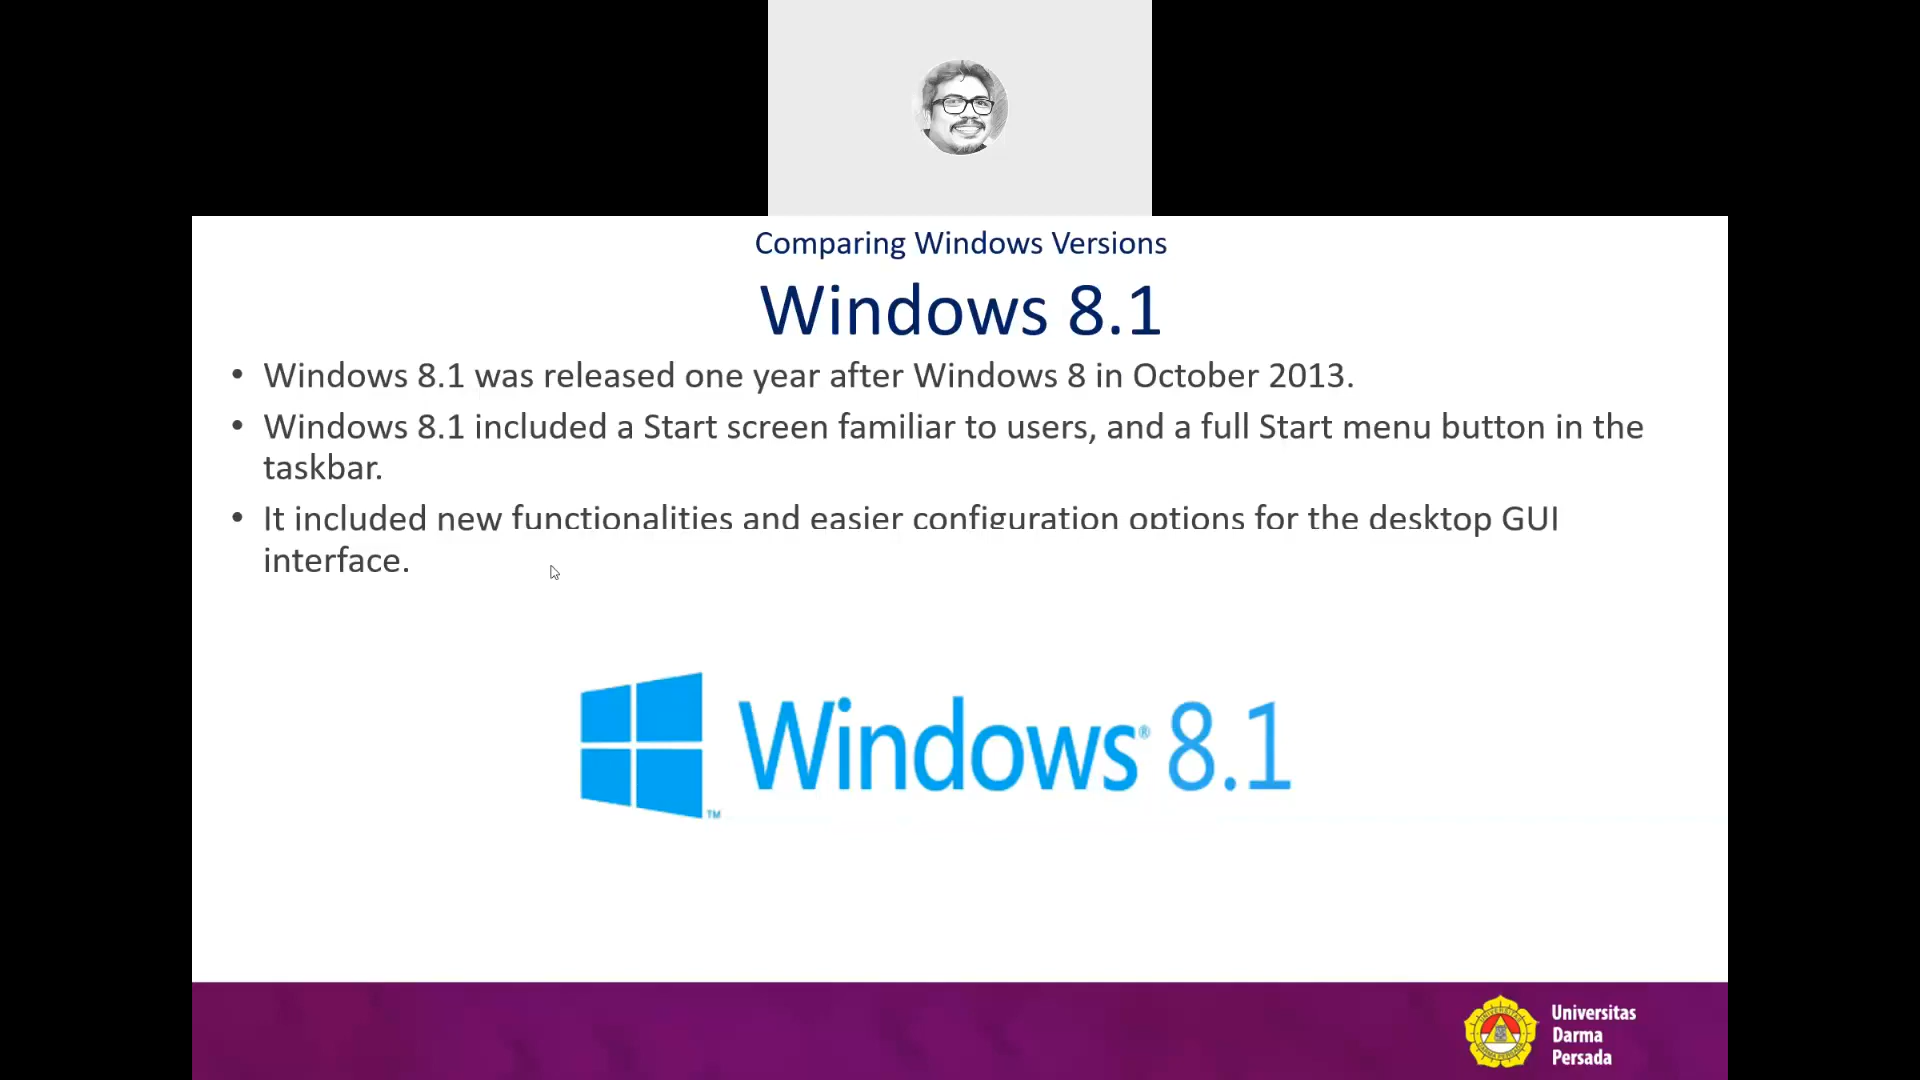 Comparing Windows Versions
Windows 8.1
• Windows 8.1 was released one year after Windows 8 in October 2013.
• Windows 8.1 included a Start screen familiar to users, and a full Start menu button in the
taskbar.
• It included new functionalities and easier configuration options for the desktop GUI
interface.
Windows® 8.1
TM
Universitas
Darma
Persada